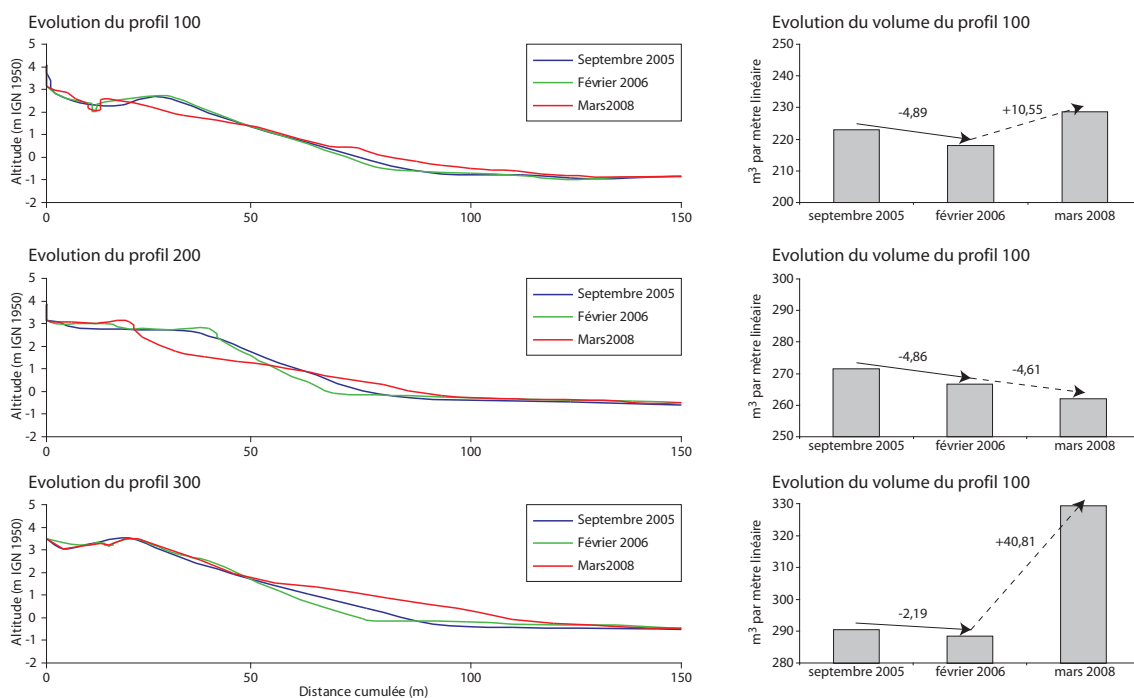 Evolution du profil 100
Altitude (m IGN 1950)
5
4
3
2
1
0
-1
-2
0
50
100
150
Septembre 2005
Février 2006
Mars2008
Evolution du volume du profil 100
m³ par mètre linéaire
250
240
230
220
210
200
-4,89
+10,55
septembre 2005
février 2006
mars 2008
Evolution du profil 200
Altitude (m IGN 1950)
5
4
3
2
1
0
-1
-2
0
50
100
150
Septembre 2005
Février 2006
Mars2008
Evolution du volume du profil 100
m³ par mètre linéaire
300
290
280
270
260
250
-4,86
-4,61
septembre 2005
février 2006
mars 2008
Evolution du profil 300
Altitude (m IGN 1950)
5
4
3
2
1
0
-1
-2
0
50
100
150
Distance cumulée (m)
Septembre 2005
Février 2006
Mars2008
Evolution du volume du profil 100
m³ par mètre linéaire
330
320
310
300
290
280
-2,19
+40,81
septembre 2005
février 2006
mars 2008